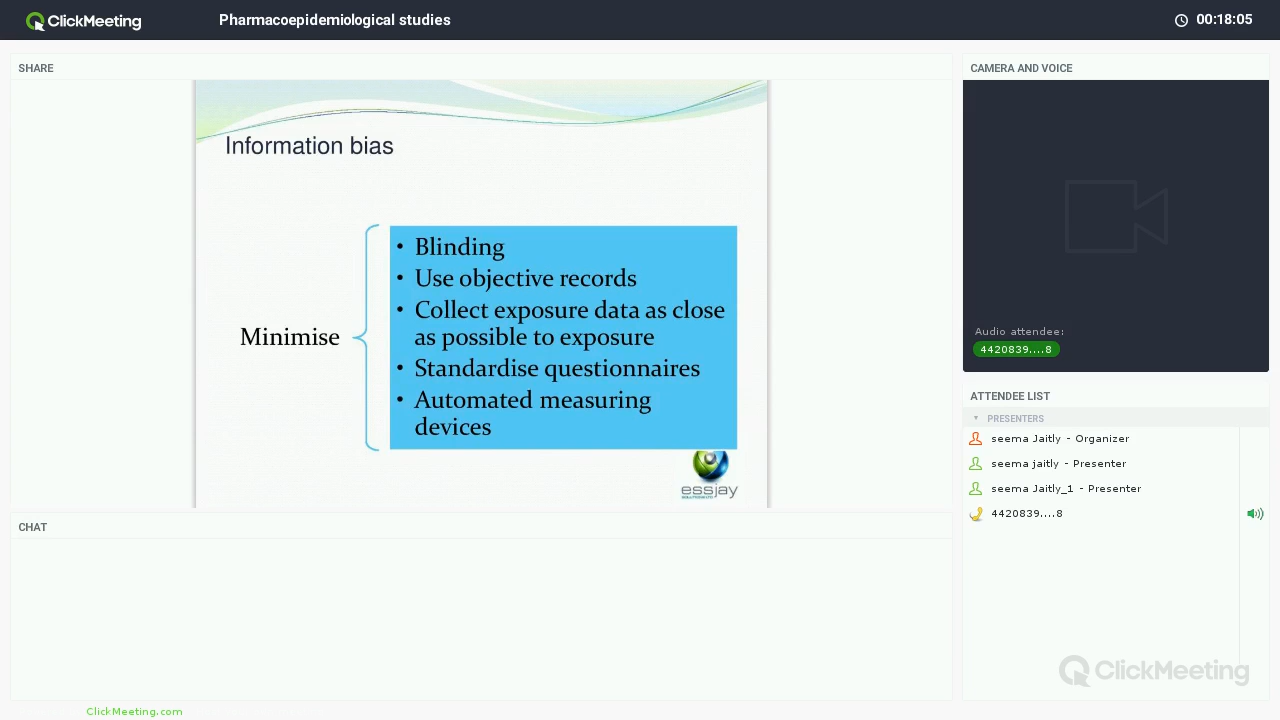 ClickMeeting
Pharmacoepidemiological studies
00:18:05
SHARE
Information bias
Minimise
• Blinding
• Use objective records
• Collect exposure data as close
as possible to exposure
• Standardise questionnaires
• Automated measuring
devices
essjay
CHAT
CAMERA AND VOICE
Audio attendee:
4420839....8
ATTENDEE LIST
PRESENTERS
seema Jaitly - Organizer
seema jaitly - Presenter
seema Jaitly_1 - Presenter
4420839....8
ClickMeeting
ClickMeeting.com